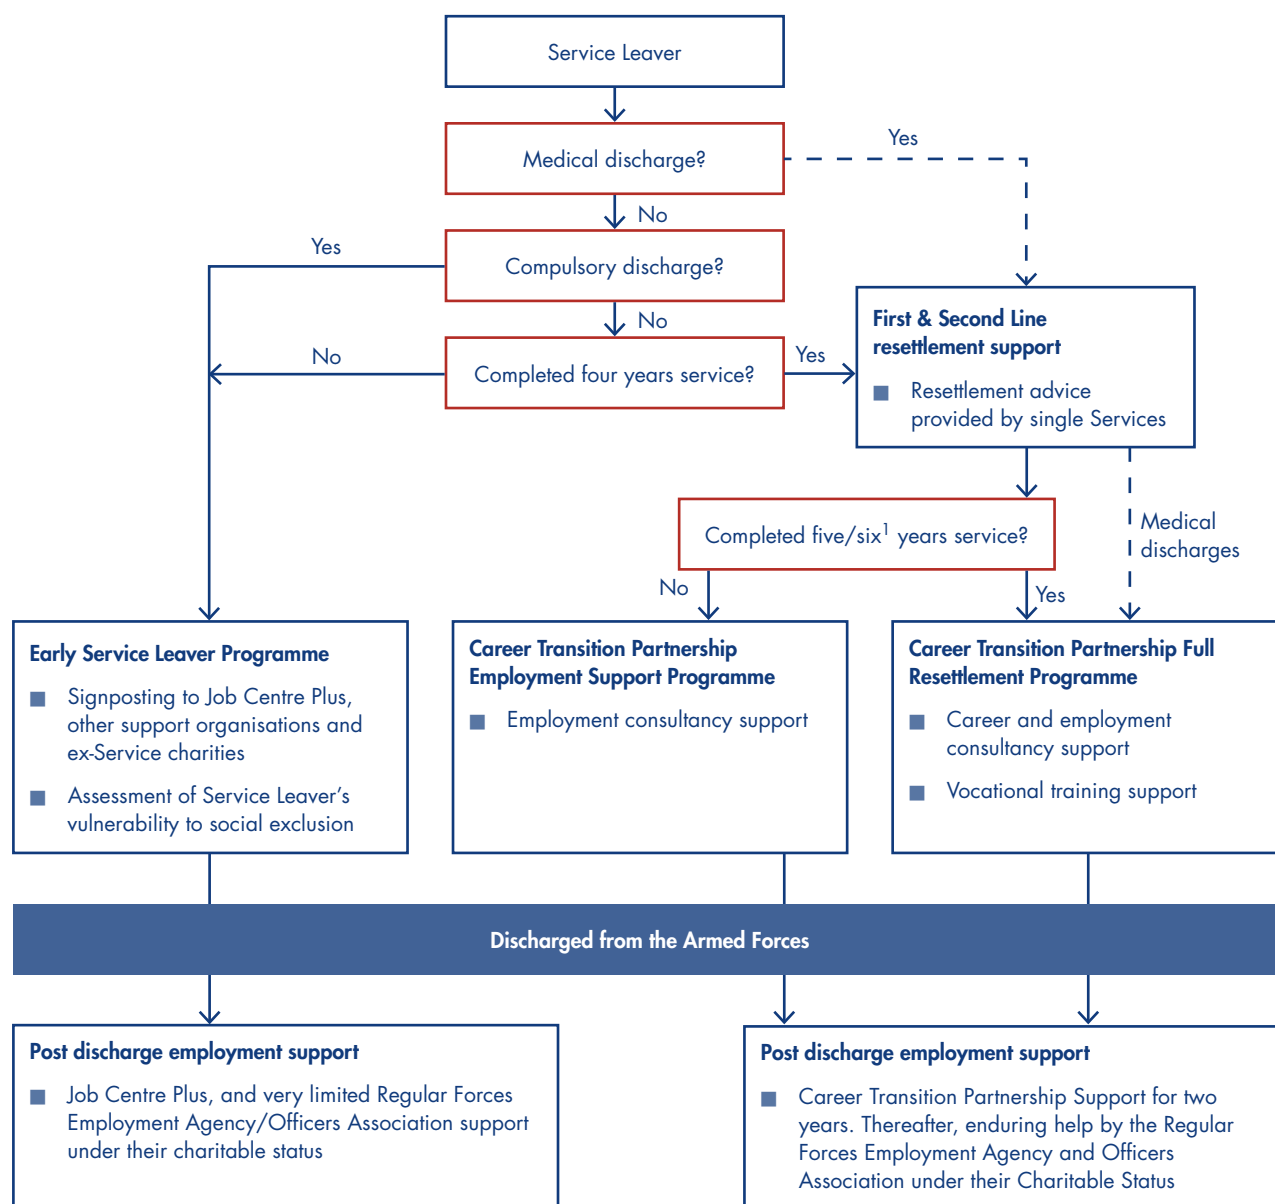 Service Leaver
Medical discharge?
Yes
No
Compulsory discharge?
Yes
No
Completed four years service?
No
Yes
First & Second Line
resettlement support
■ Resettlement advice
provided by single Services
Completed five/six¹ years service?
Medical
discharges
No
Yes
Early Service Leaver Programme
■ Signposting to Job Centre Plus,
other support organisations and
ex-Service charities
■ Assessment of Service Leaver’s
vulnerability to social exclusion
Career Transition Partnership
Employment Support Programme
■ Employment consultancy support
Career Transition Partnership Full
Resettlement Programme
■ Career and employment
consultancy support
■ Vocational training support
Discharged from the Armed Forces
Post discharge employment support
■ Job Centre Plus, and very limited Regular Forces
Employment Agency/Officers Association support
under their charitable status
Post discharge employment support
■ Career Transition Partnership Support for two
years. Thereafter, enduring help by the Regular
Forces Employment Agency and Officers
Association under their Charitable Status